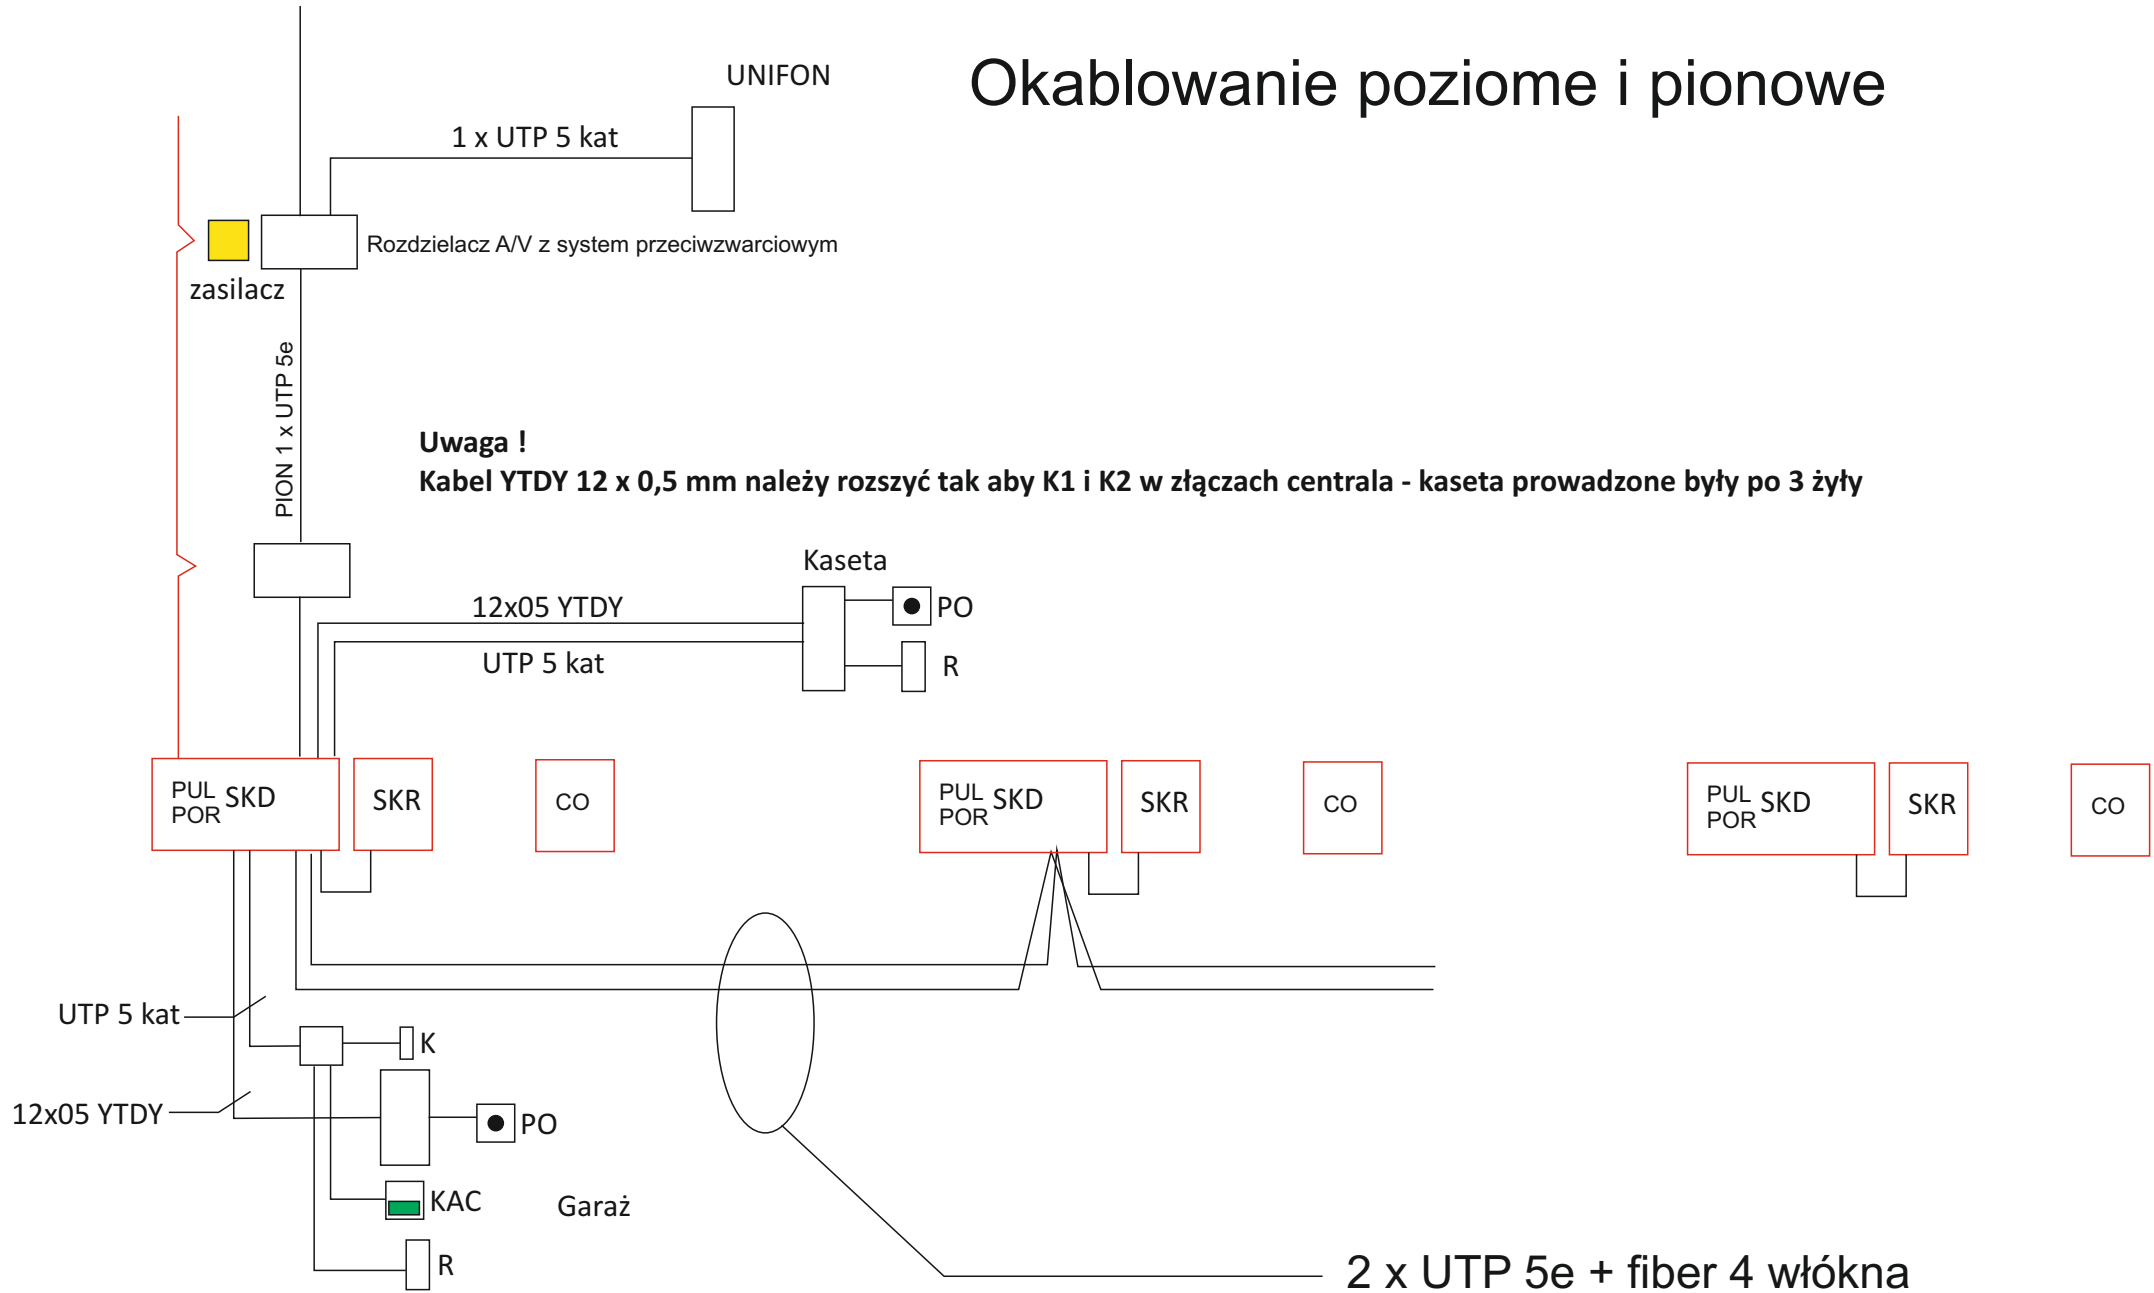 UNIFON
Okablowanie poziome i pionowe
1 x UTP 5 kat
Rozdzielacz A/V z system przeciwzwarciowym
zasilacz
PION 1 x UTP 5e
Uwaga !
Kabel YTDY 12 x 0,5 mm należy rozszyć tak aby K1 i K2 w złączach centrala - kaseta prowadzone były po 3 żyły
Kaseta
12x05 YTDY
PO
UTP 5 kat
R
PUL
POR
SKD
SKR
CO
PUL
POR
SKD
SKR
CO
PUL
POR
SKD
SKR
CO
UTP 5 kat
K
12x05 YTDY
PO
KAC
Garaż
R
2 x UTP 5e + fiber 4 włókna